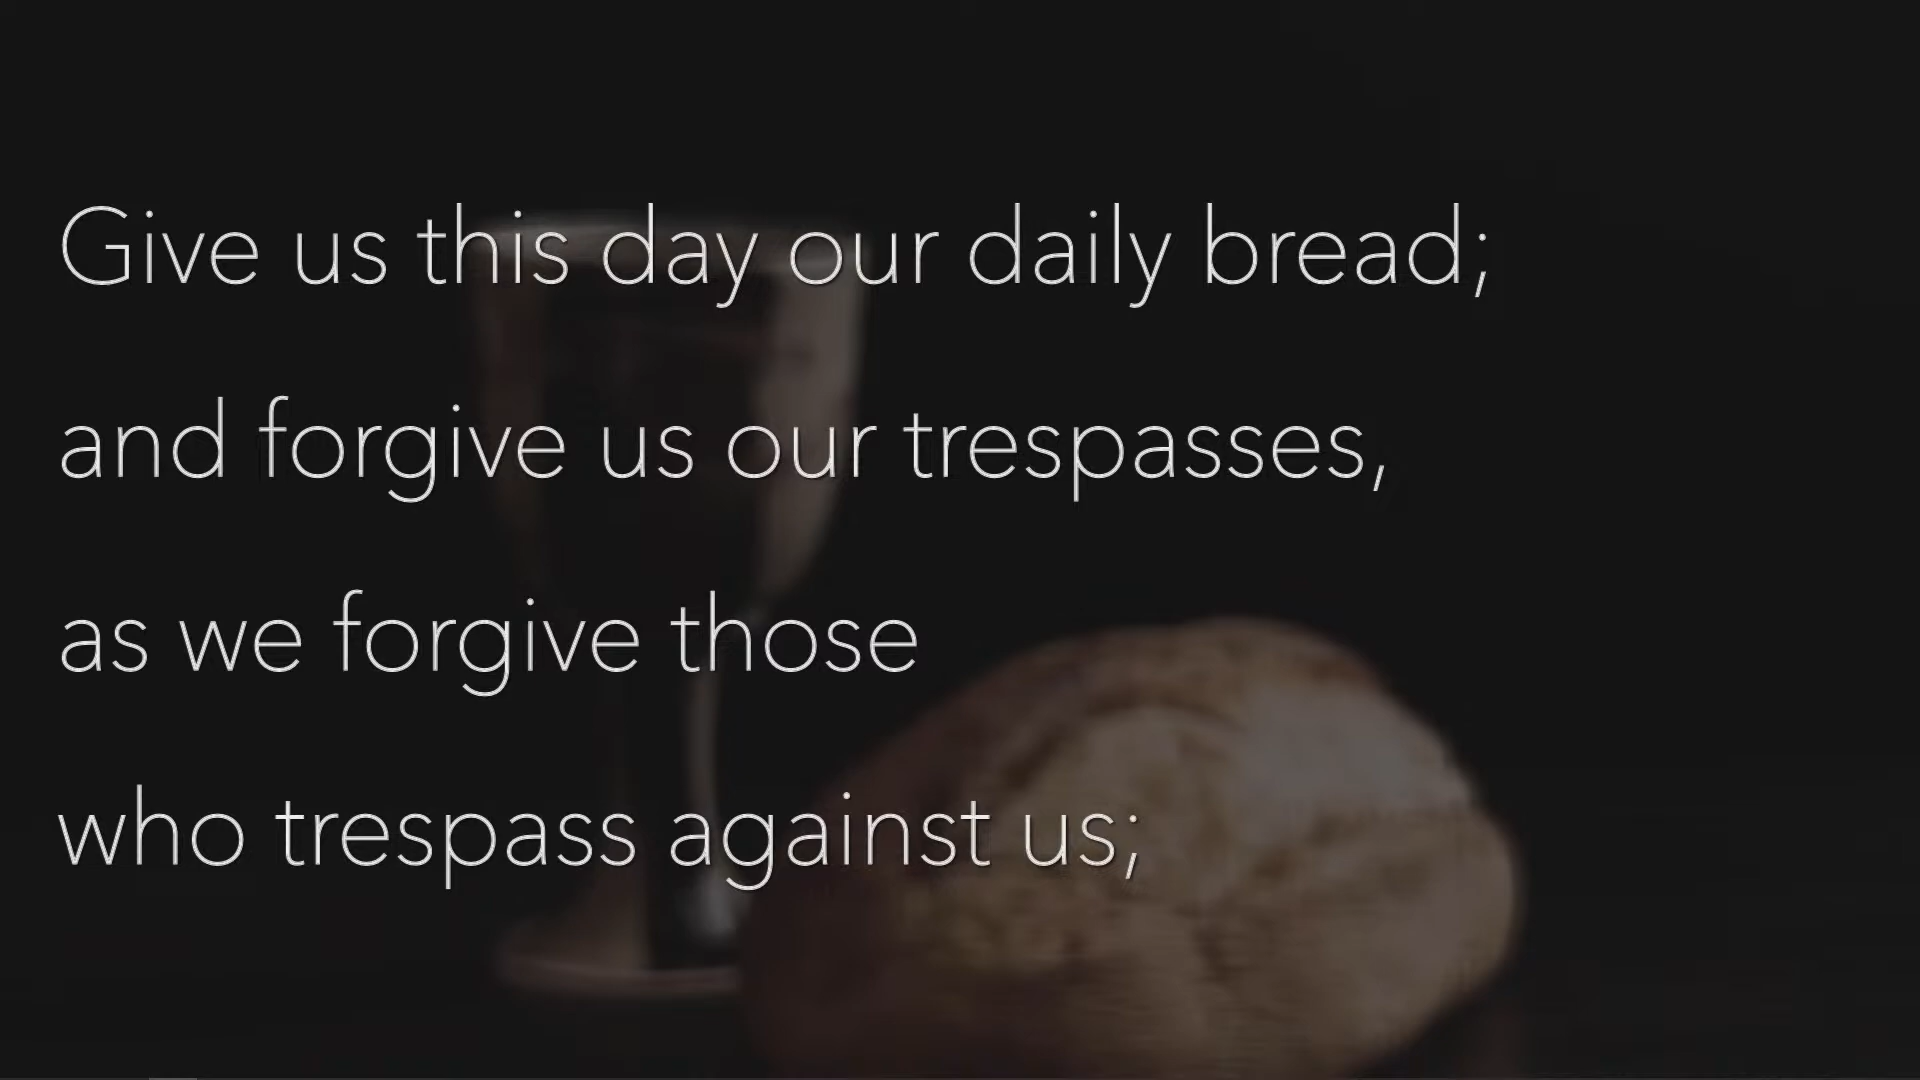 Give us this day our daily bread;
and forgive us our trespasses,
as we forgive those
who trespass against us;